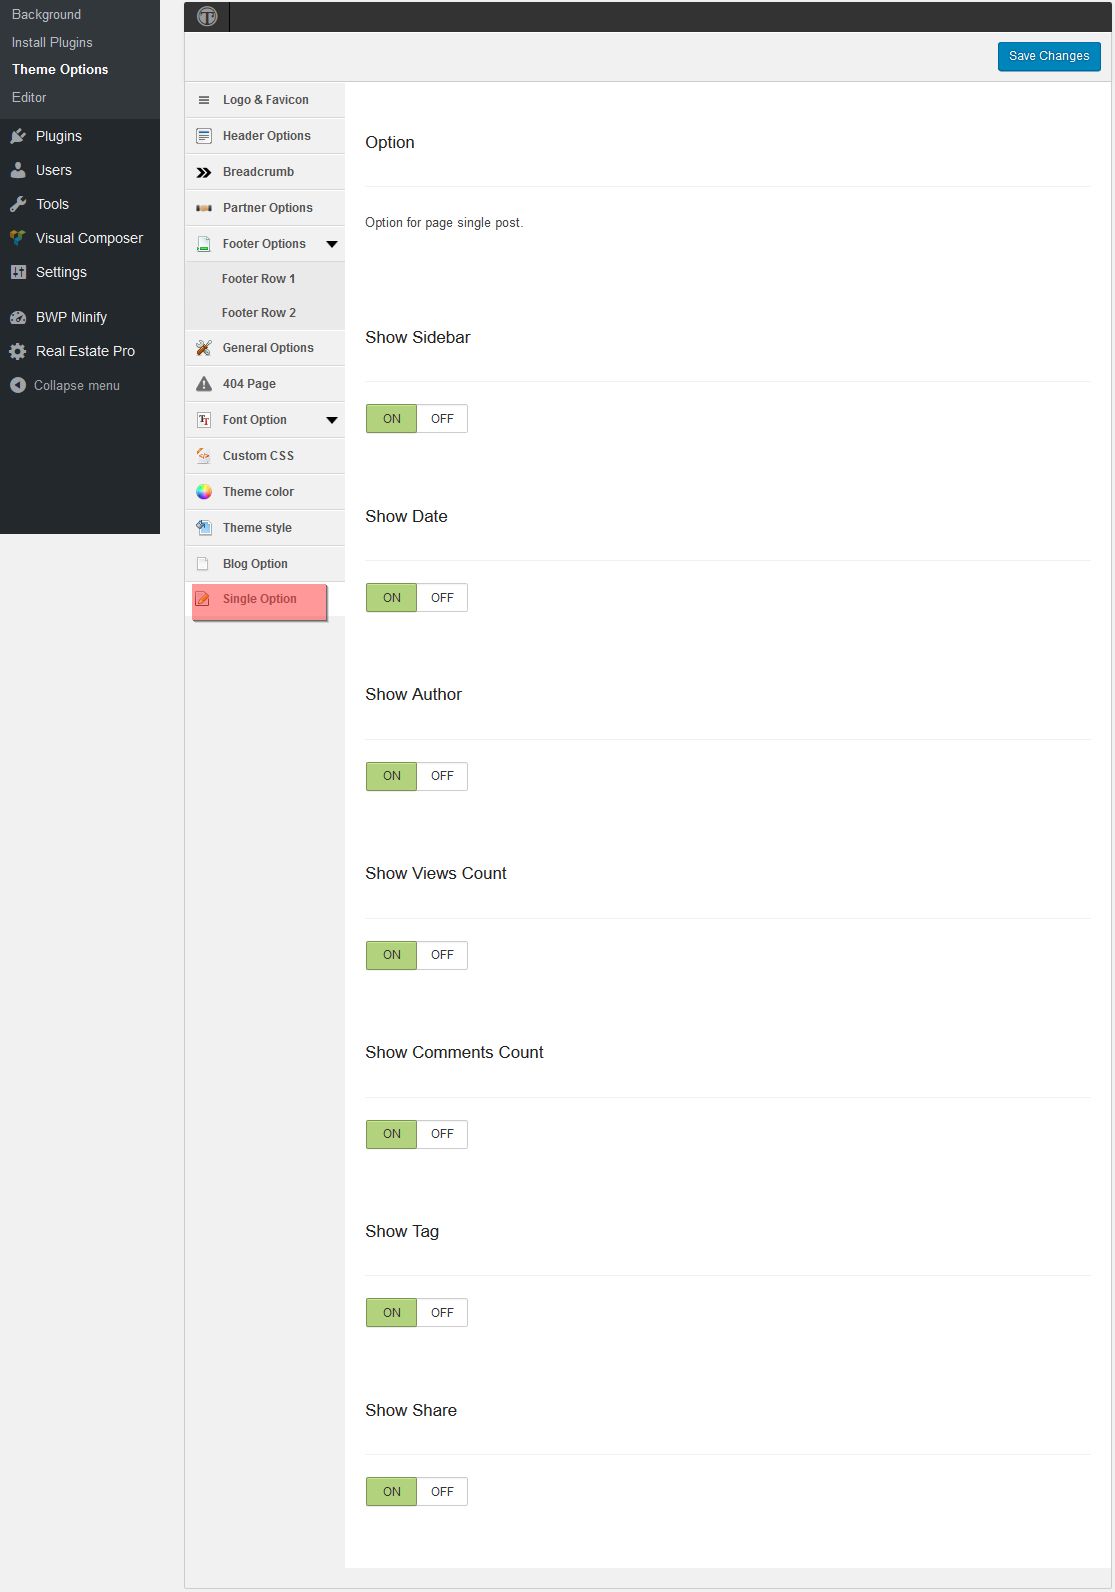 Background
Install Plugins
Theme Options
Editor
Plugins
Users
Tools
Visual Composer
Settings
BWP Minify
Real Estate Pro
Collapse menu
Save Changes
Logo & Favicon
Header Options
Breadcrumb
Partner Options
Footer Options
Footer Row 1
Footer Row 2
General Options
404 Page
Font Option
Custom CSS
Theme color
Theme style
Blog Option
Single Option
Option
Option for page single post.
Show Sidebar
ON OFF
Show Date
ON OFF
Show Author
ON OFF
Show Views Count
ON OFF
Show Comments Count
ON OFF
Show Tag
ON OFF
Show Share
ON OFF